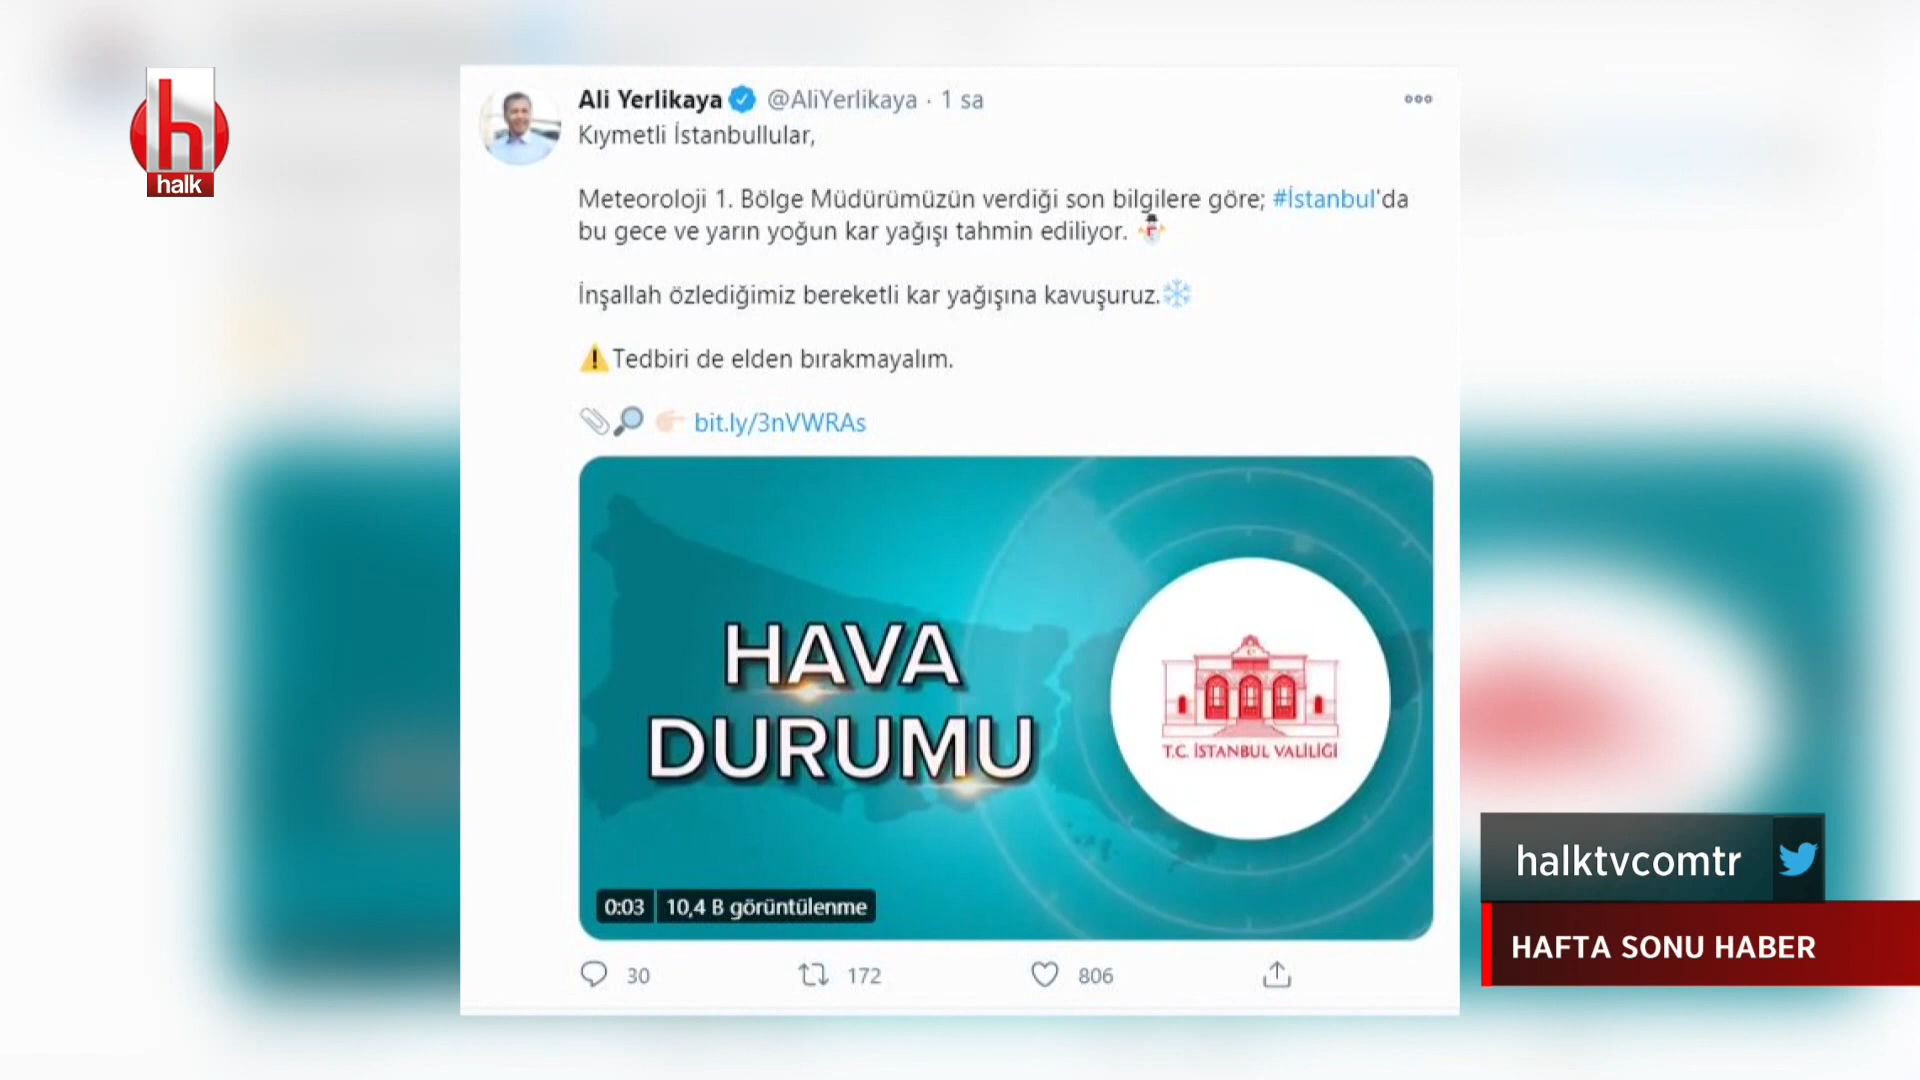 h
halk
Ali Yerlikaya @AliYerlikaya · 1 sa
Kıymetli İstanbullular,
Meteoroloji 1. Bölge Müdürümüzün verdiği son bilgilere göre; #İstanbul'da
bu gece ve yarın yoğun kar yağışı tahmin ediliyor.
İnşallah özlediğimiz bereketli kar yağışına kavuşuruz.
Tedbiri de elden bırakmayalım.
bit.ly/3nVWRAs
HAVA
DURUMU
T.C. İSTANBUL VALİLİĞİ
0:03 10,4 B görüntülenme
30 172 806
halktvcomtr
HAFTA SONU HABER